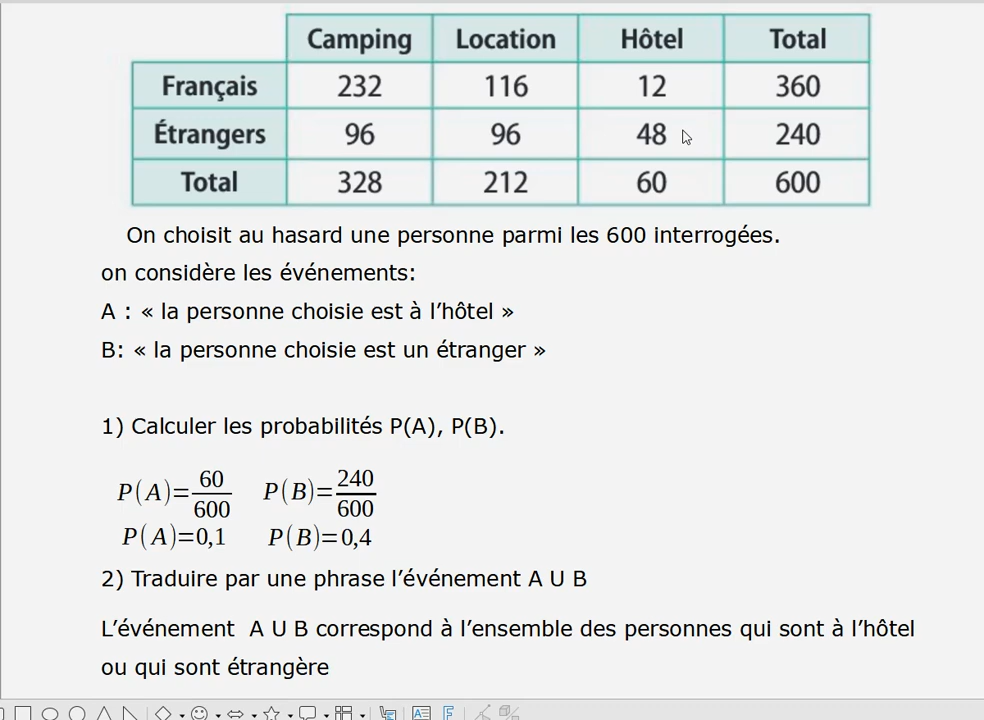 Camping Location Hôtel Total
Français 232 116 12 360
Étrangers 96 96 48 240
Total 328 212 60 600
On choisit au hasard une personne parmi les 600 interrogées.
on considère les événements:
A : « la personne choisie est à l’hôtel »
B: « la personne choisie est un étranger »
1) Calculer les probabilités P(A), P(B).
P(A)=60/600 P(B)=240/600
P(A)=0,1 P(B)=0,4
2) Traduire par une phrase l’événement A U B
L’événement A U B correspond à l’ensemble des personnes qui sont à l’hôtel
ou qui sont étrangère